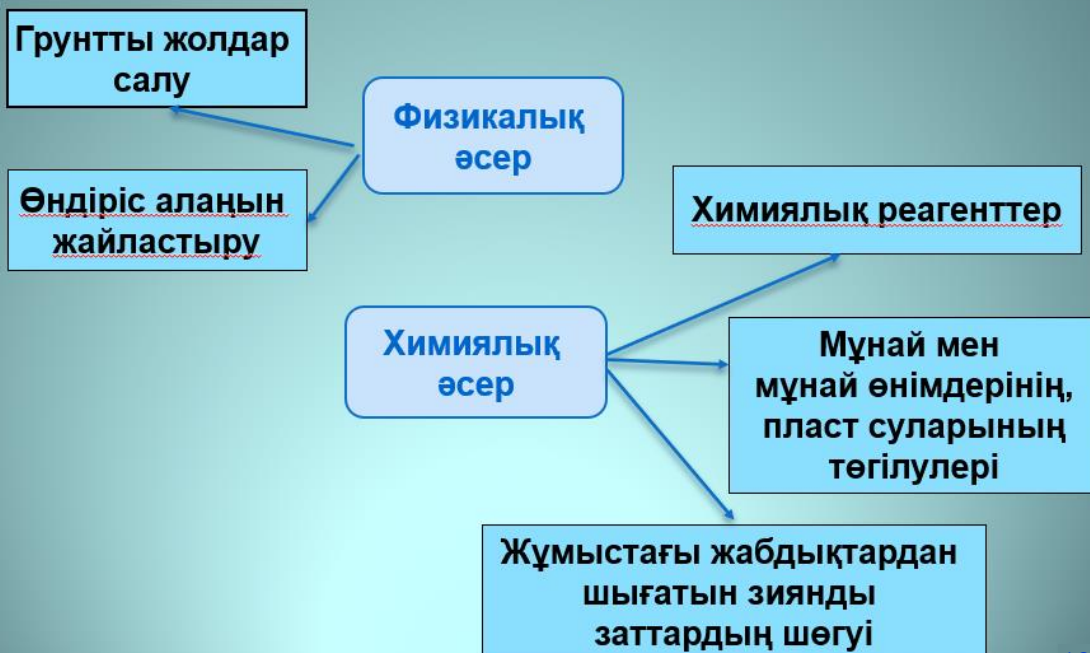 Грунтты жолдар
салу
Физикалық
әсер
Өндіріс алаңын
жайластыру
Химиялық реагенттер
Химиялық
әсер
Мұнай мен
мұнай өнімдерінің,
пласт суларының
төгілулері
Жұмыстағы жабдықтардан
шығатын зиянды
заттардың шөгуі